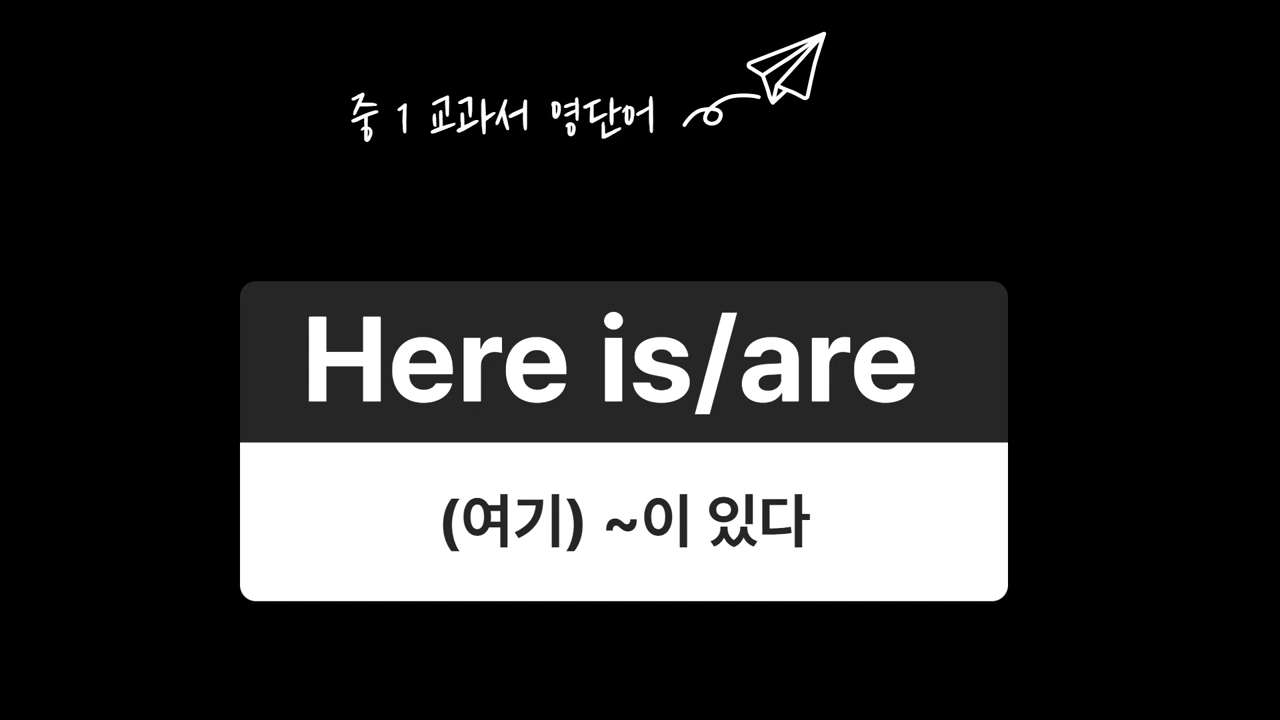 중 1 교과서 영단어
Here is/are
(여기) ~이 있다